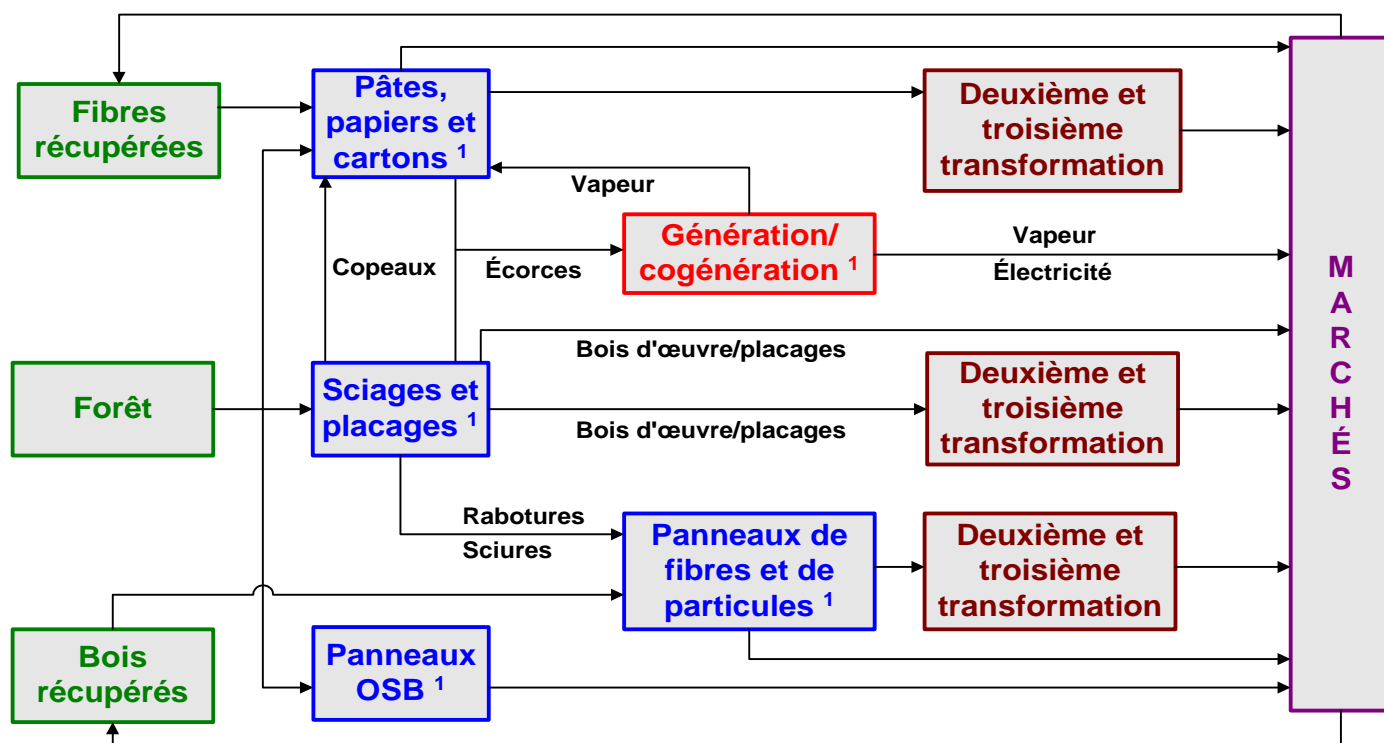 Fibres
récupérées
Pâtes,
papiers et
cartons ¹
Deuxième et
troisième
transformation
Vapeur
Génération/
cogénération ¹
Vapeur
Électricité
Copeaux
Écorces
M
A
R
C
H
É
S
Forêt
Sciages et
placages ¹
Bois d'œuvre/placages
Bois d'œuvre/placages
Deuxième et
troisième
transformation
Rabotures
Sciures
Panneaux de
fibres et de
particules ¹
Deuxième et
troisième
transformation
Bois
récupérés
Panneaux
OSB ¹